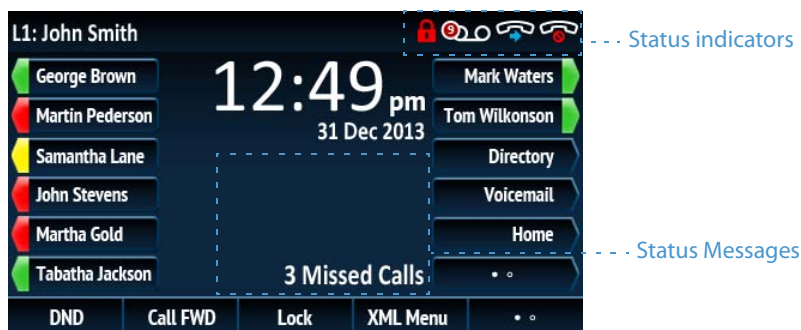 L1: John Smith
9
Status indicators
George Brown
12:49 pm
Mark Waters
Martin Pederson
31 Dec 2013
Tom Wilkonson
Samantha Lane
Directory
John Stevens
Voicemail
Martha Gold
Home
Status Messages
Tabatha Jackson
3 Missed Calls
DND
Call FWD
Lock
XML Menu